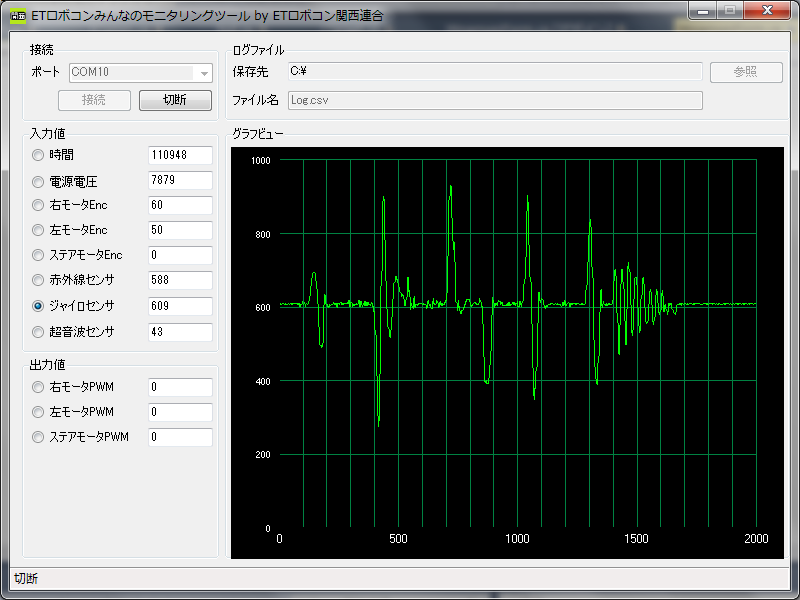 ETロボコンみんなのモニタリングツール by ETロボコン関西連合
接続
ポート COM10
接続 切断
ログファイル
保存先 C:¥ 参照
ファイル名 Log.csv
入力値
時間 110948
電源電圧 7879
右モータEnc 60
左モータEnc 50
ステアモータEnc 0
赤外線センサ 588
ジャイロセンサ 609
超音波センサ 43
出力値
右モータPWM 0
左モータPWM 0
ステアモータPWM 0
グラフビュー
1000
800
600
400
200
0
0 500 1000 1500 2000
切断